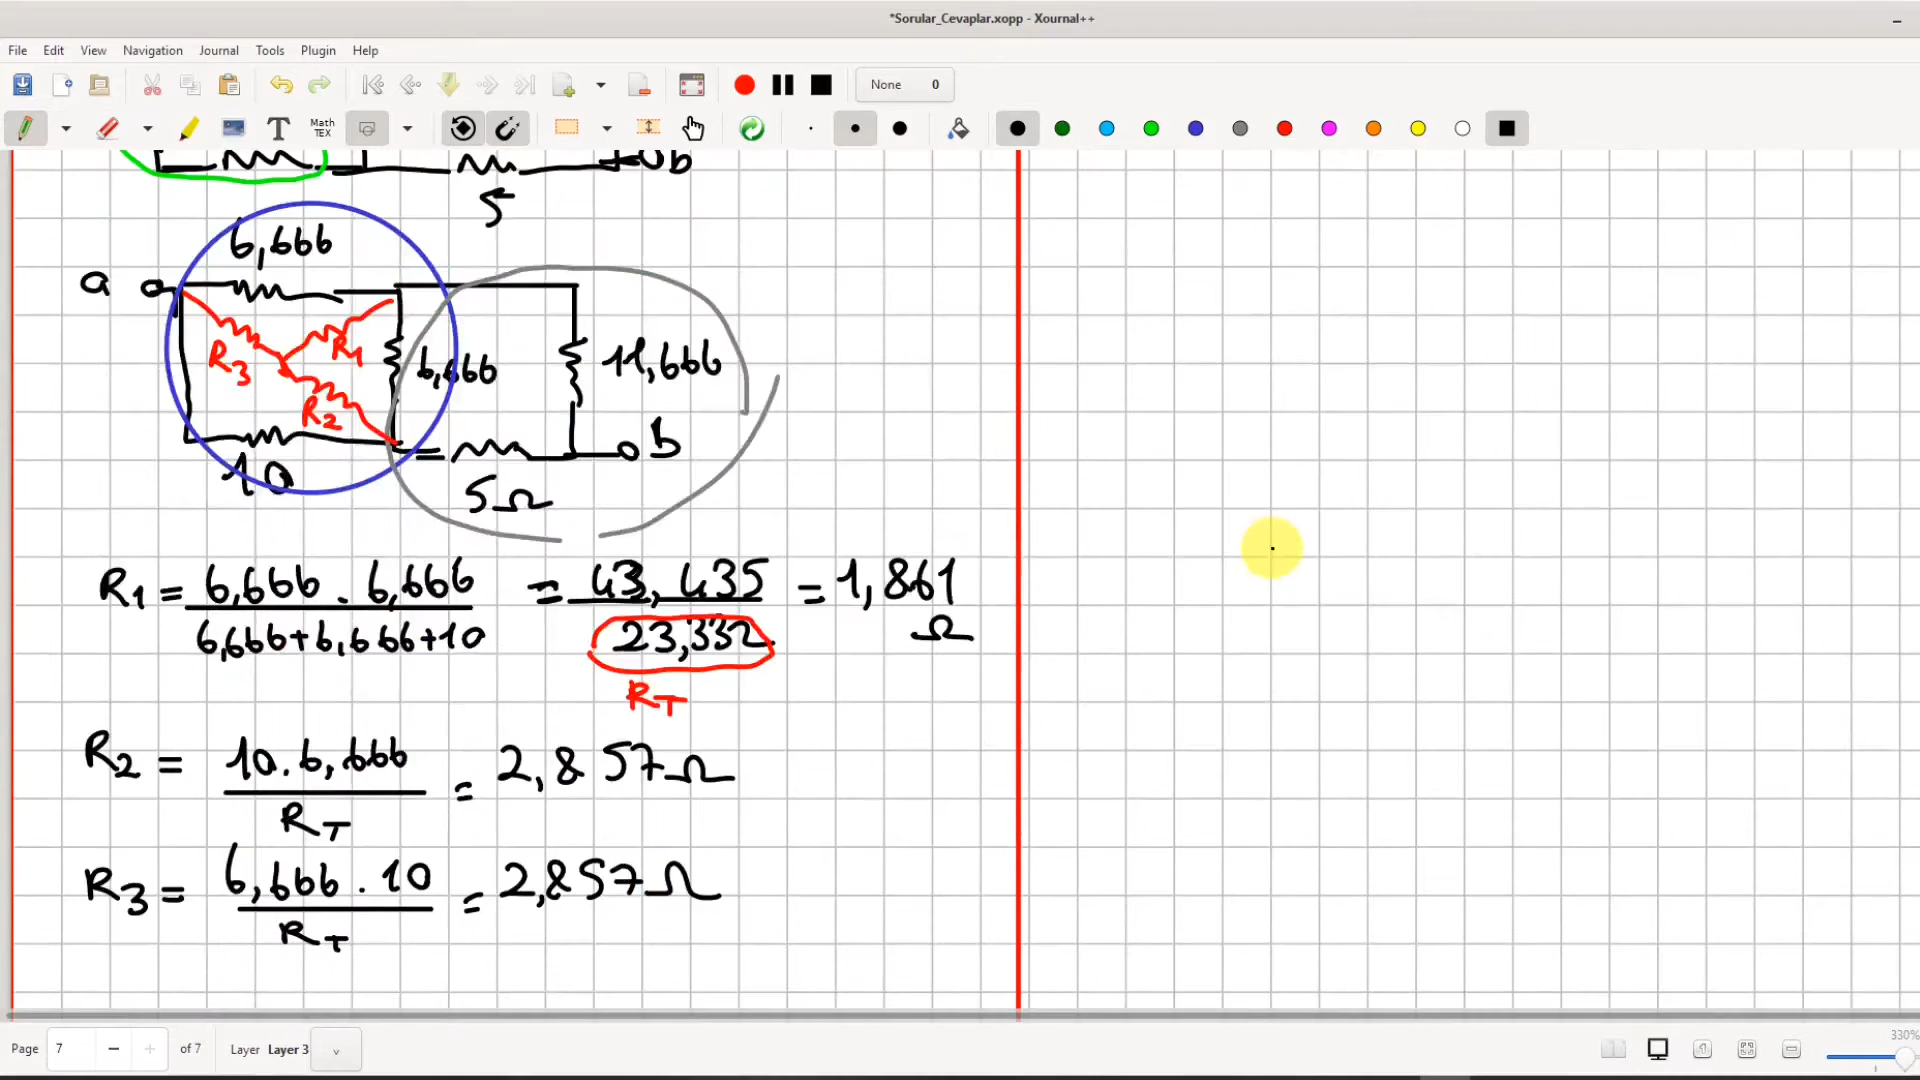 *Sorular_Cevaplar.xopp - Xournal++
File Edit View Navigation Journal Tools Plugin Help
None 0
T Math TEX
b
5
6,666
a
R3 R1 6,666 11,666
R2
b
10
5Ω
R1 = 6,666 . 6,666 = 43,435 = 1,861 Ω
6,666+6,666+10 23,332
RT
R2 = 10.6,666 = 2,857Ω
RT
R3 = 6,666 . 10 = 2,857Ω
RT
330%
Page 7 of 7 Layer Layer 3